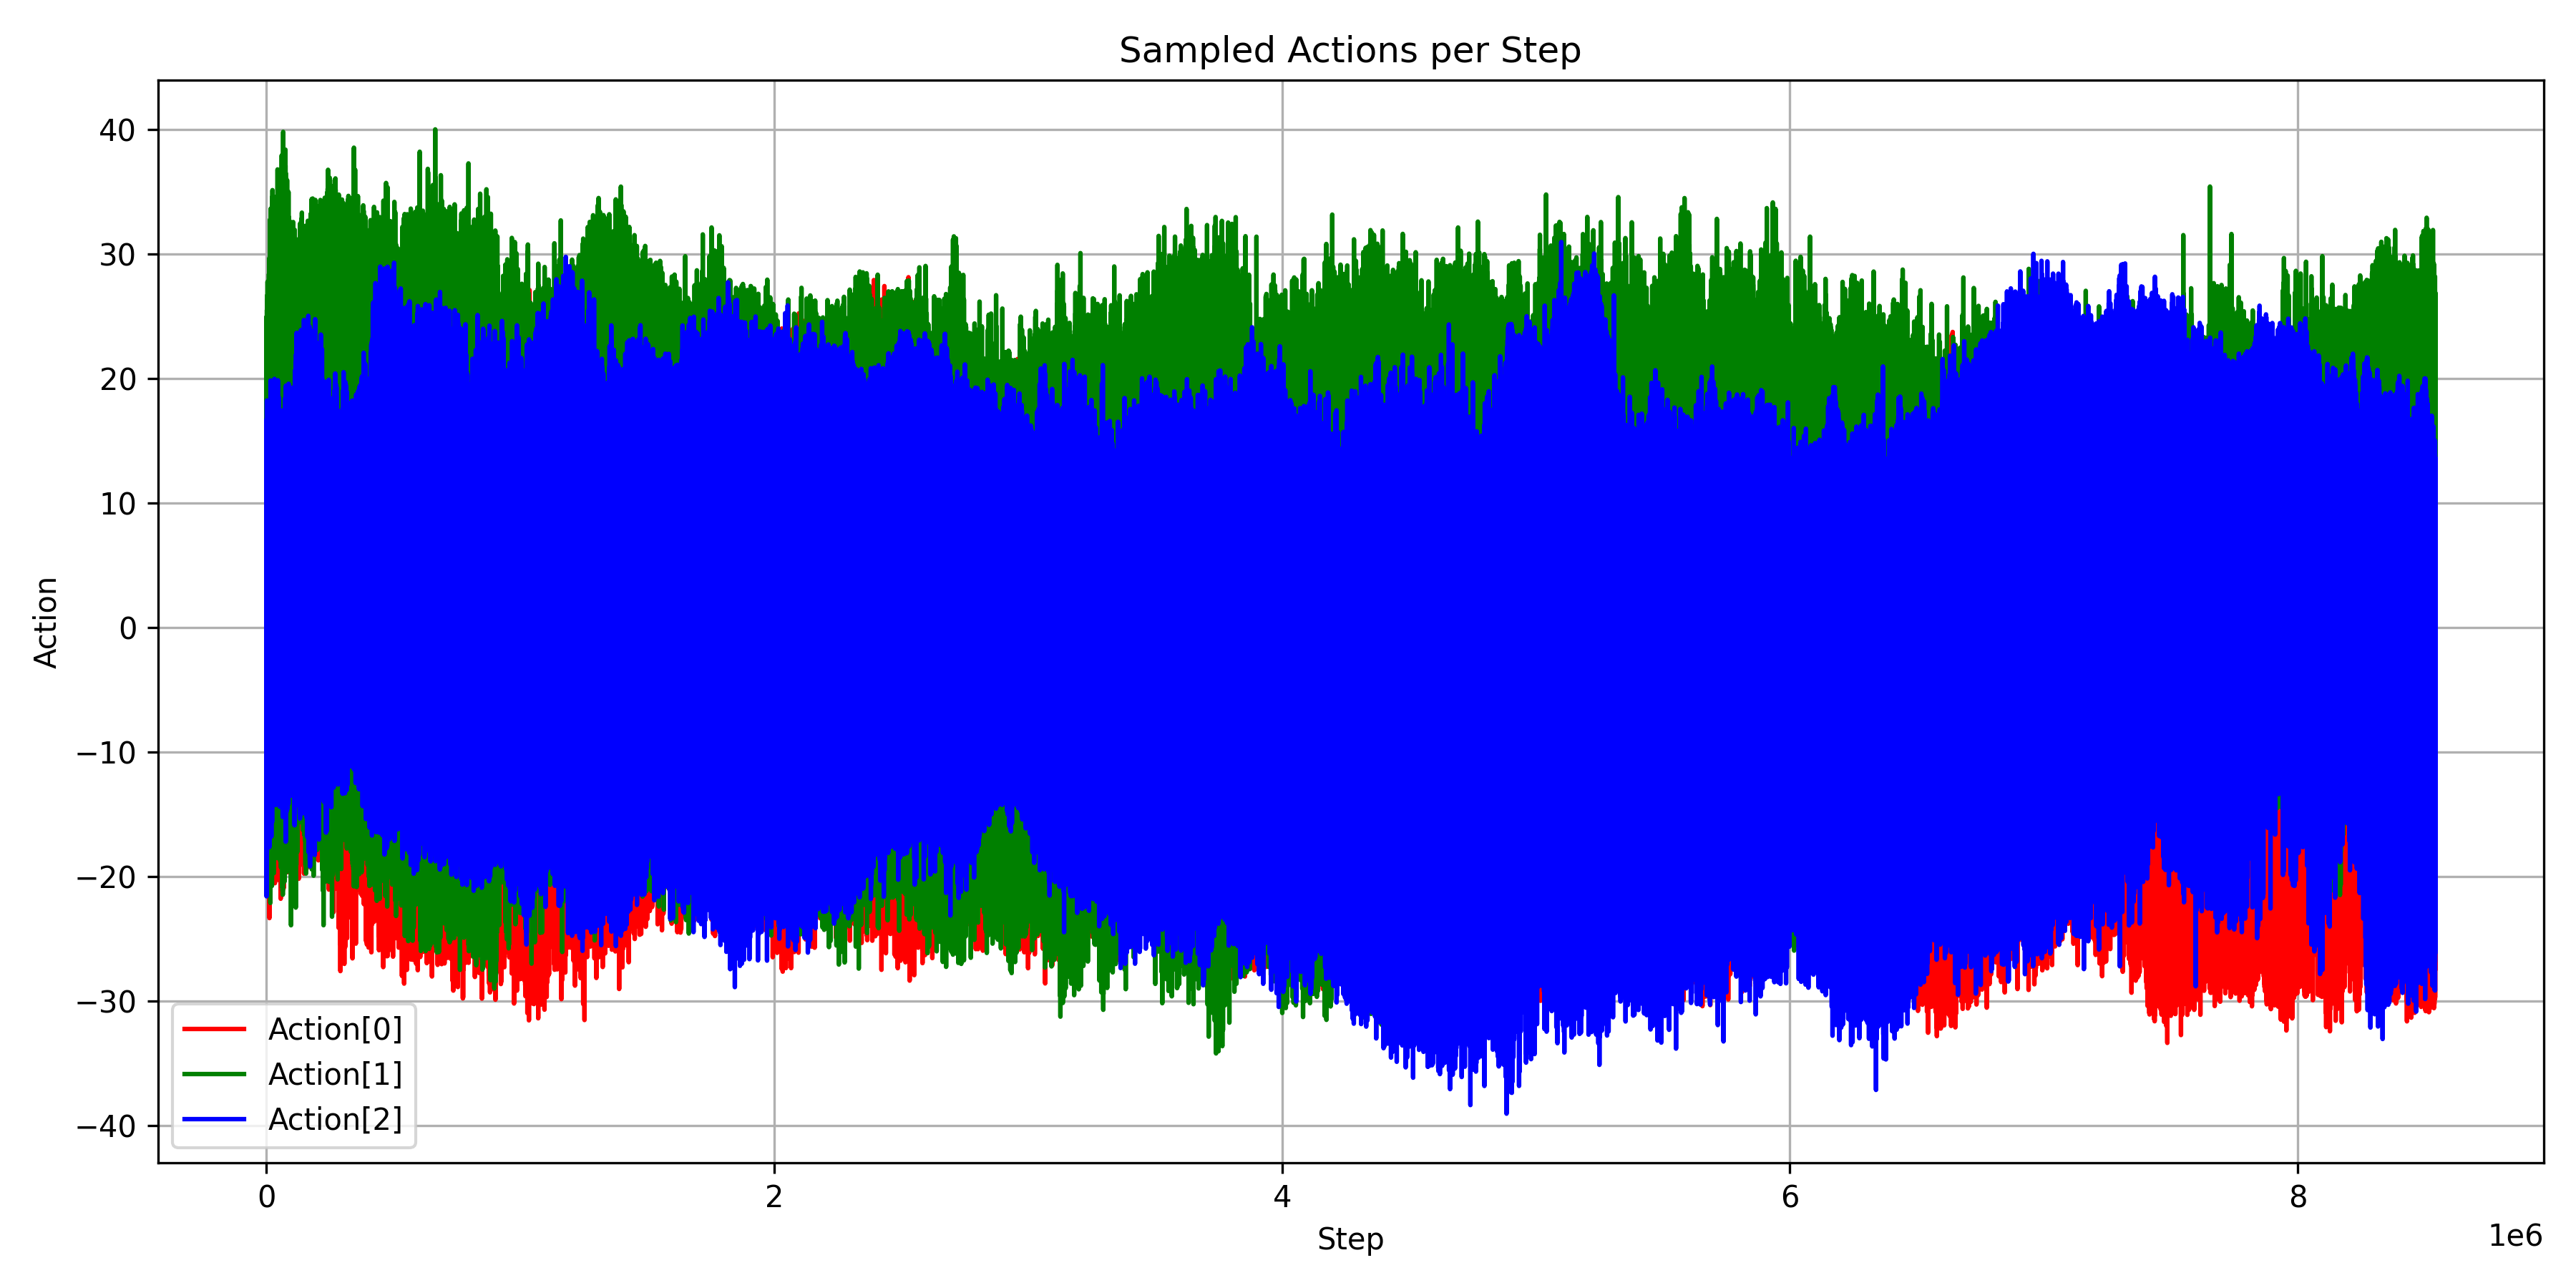 Sampled Actions per Step
40
30
20
10
0
−10
−20
−30
−40
Action
Action[0]
Action[1]
Action[2]
0 2 4 6 8
1e6
Step